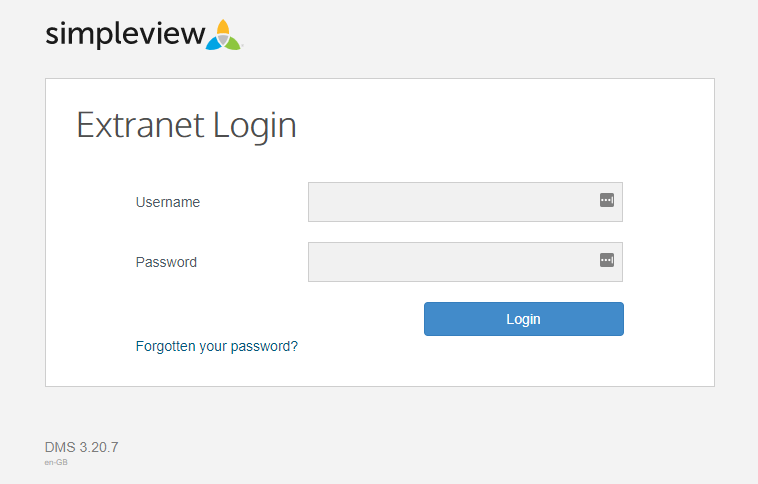 simpleview
Extranet Login
Username
Password
Login
Forgotten your password?
DMS 3.20.7
en-GB